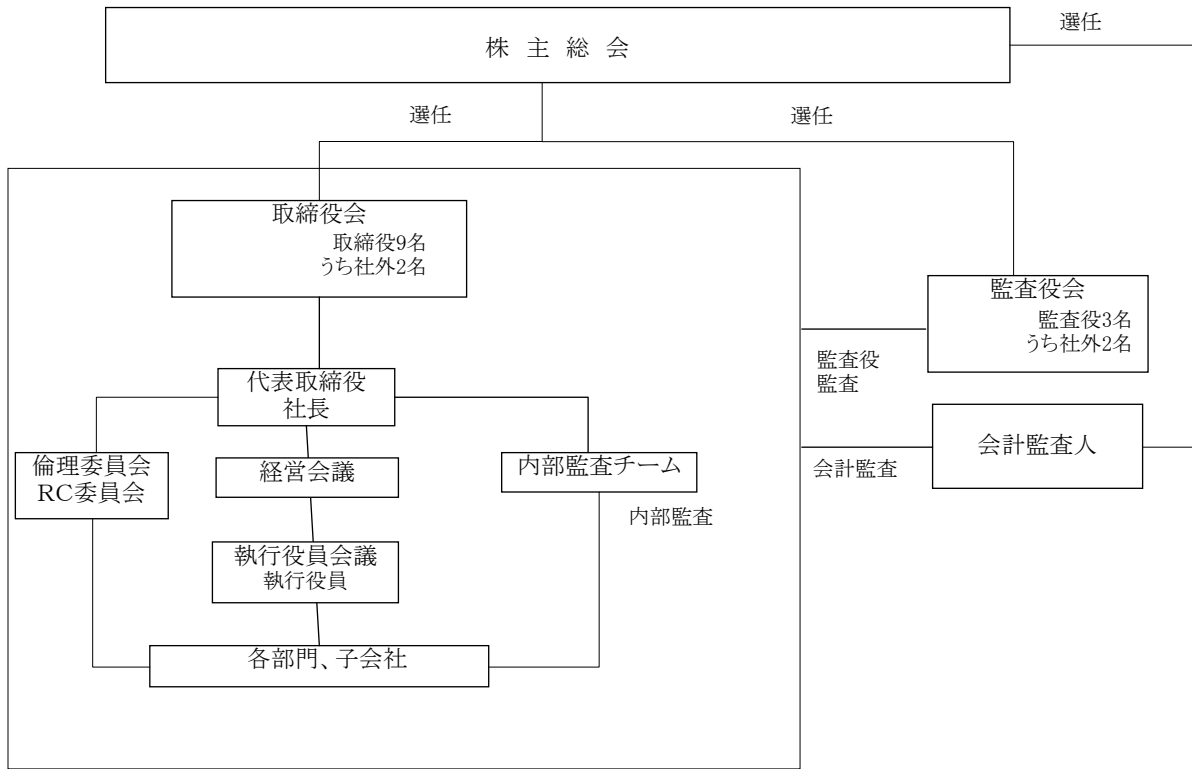 選任
株 主 総 会
選任
選任
取締役会
取締役9名
うち社外2名
監査役会
監査役3名
うち社外2名
監査役
監査
代表取締役
社長
会計監査人
会計監査
倫理委員会
RC委員会
経営会議
内部監査チーム
内部監査
執行役員会議
執行役員
各部門、子会社